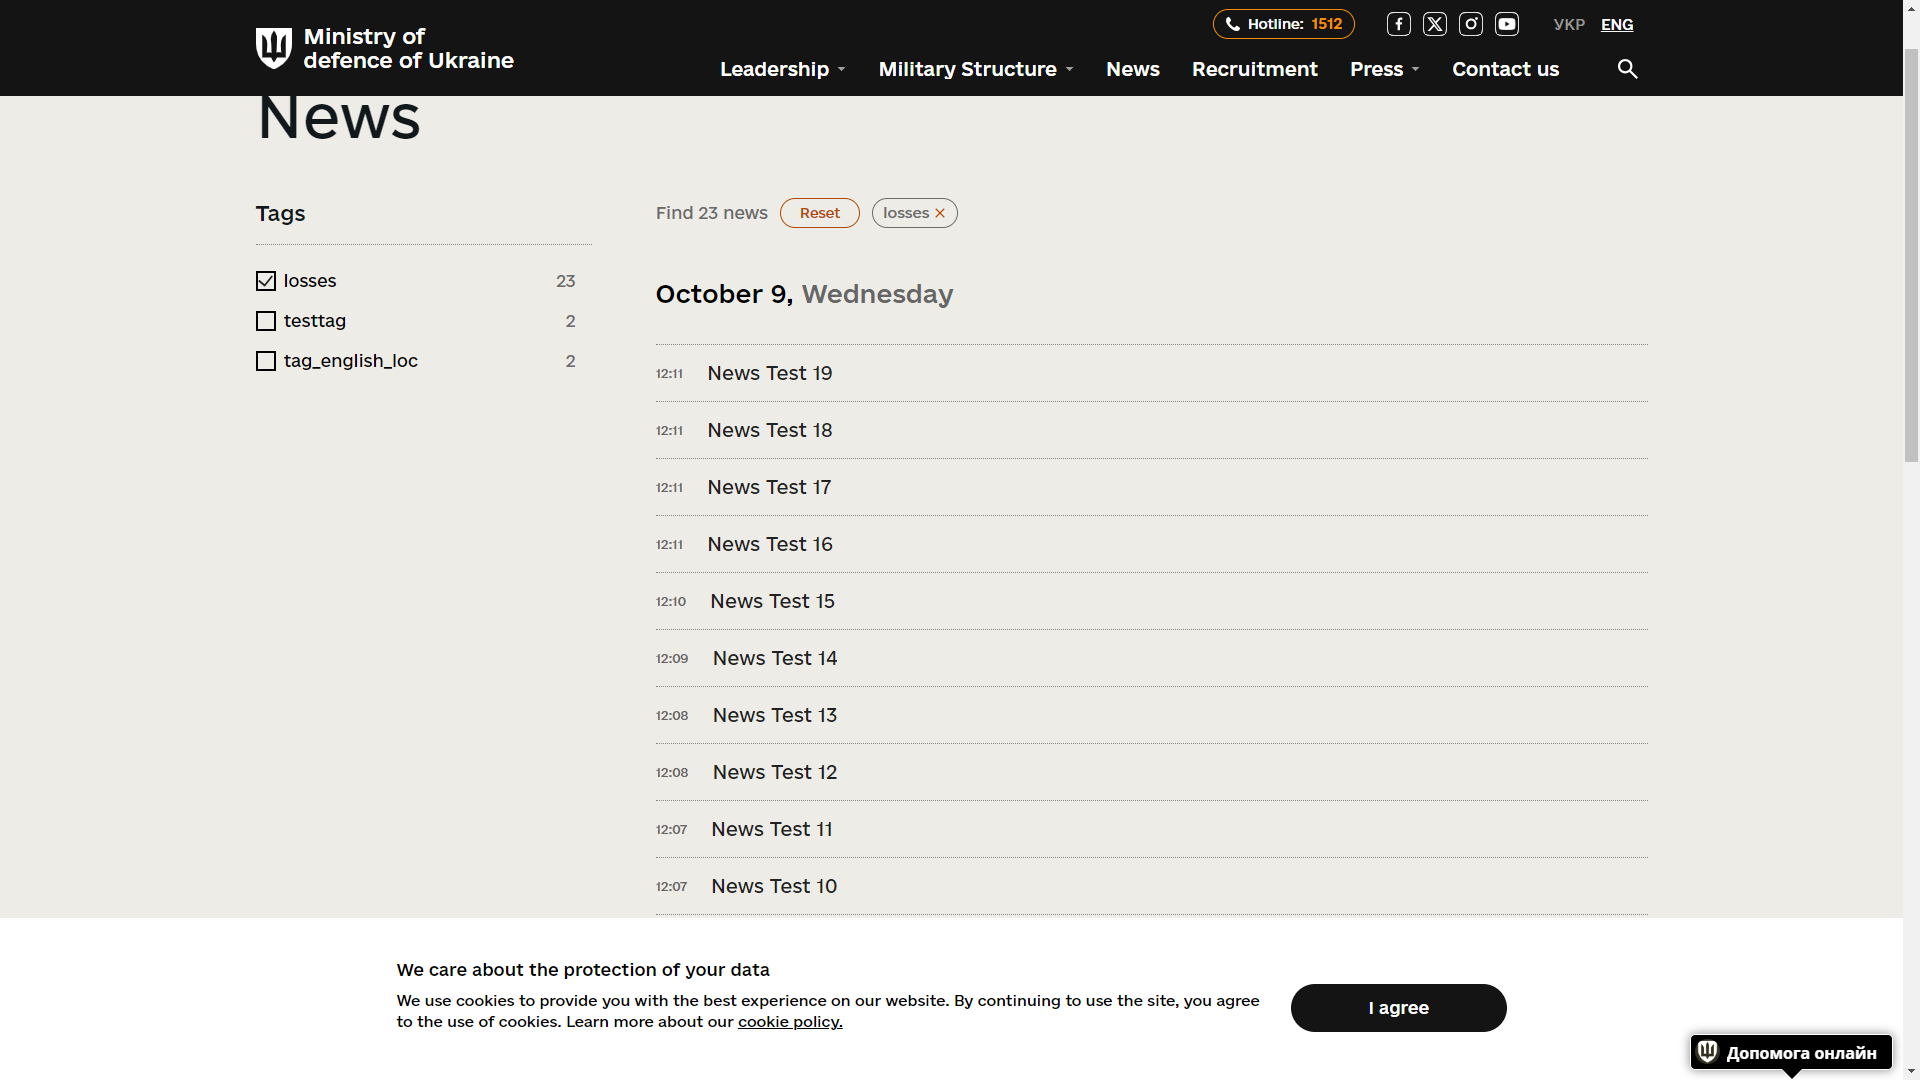 Ministry of
defence of Ukraine
Hotline: 1512
УКР ENG
Leadership Military Structure News Recruitment Press Contact us
News
Tags
losses 23
testtag 2
tag_english_loc 2
Find 23 news Reset losses
October 9, Wednesday
12:11 News Test 19
12:11 News Test 18
12:11 News Test 17
12:11 News Test 16
12:10 News Test 15
12:09 News Test 14
12:08 News Test 13
12:08 News Test 12
12:07 News Test 11
12:07 News Test 10
We care about the protection of your data
We use cookies to provide you with the best experience on our website. By continuing to use the site, you agree
to the use of cookies. Learn more about our cookie policy.
I agree
Допомога онлайн